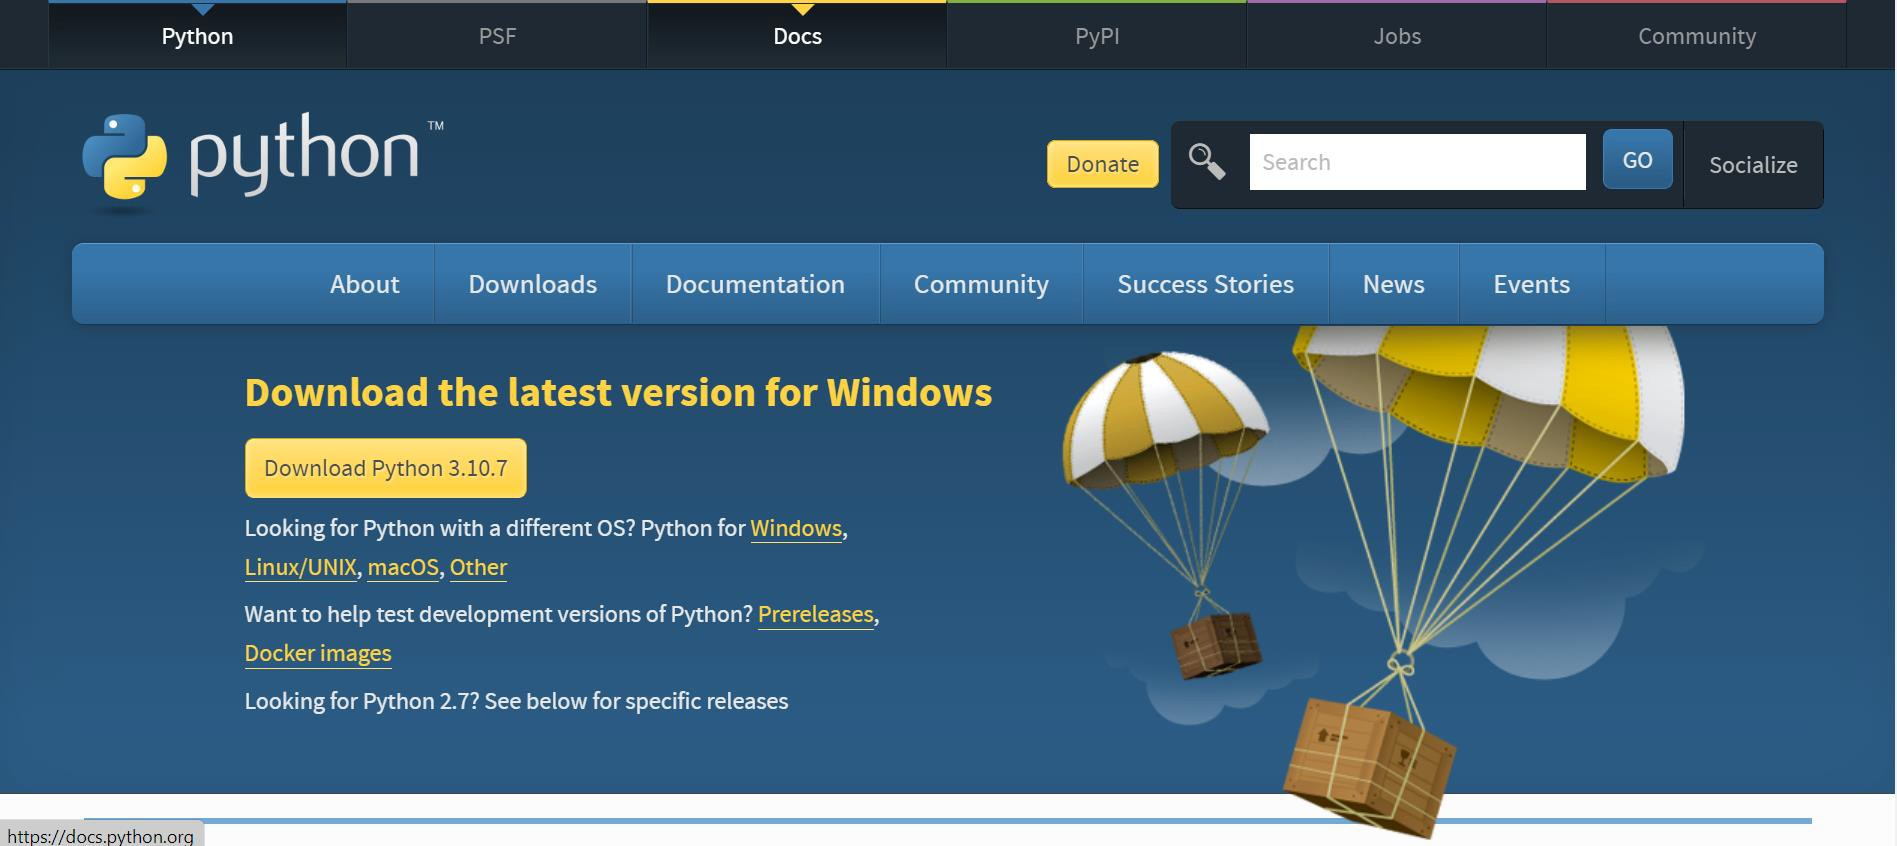 Python PSF Docs PyPI Jobs Community
python™
Donate Search GO Socialize
About Downloads Documentation Community Success Stories News Events
Download the latest version for Windows
Download Python 3.10.7
Looking for Python with a different OS? Python for Windows,
Linux/UNIX, macOS, Other
Want to help test development versions of Python? Prereleases,
Docker images
Looking for Python 2.7? See below for specific releases
https://docs.python.org